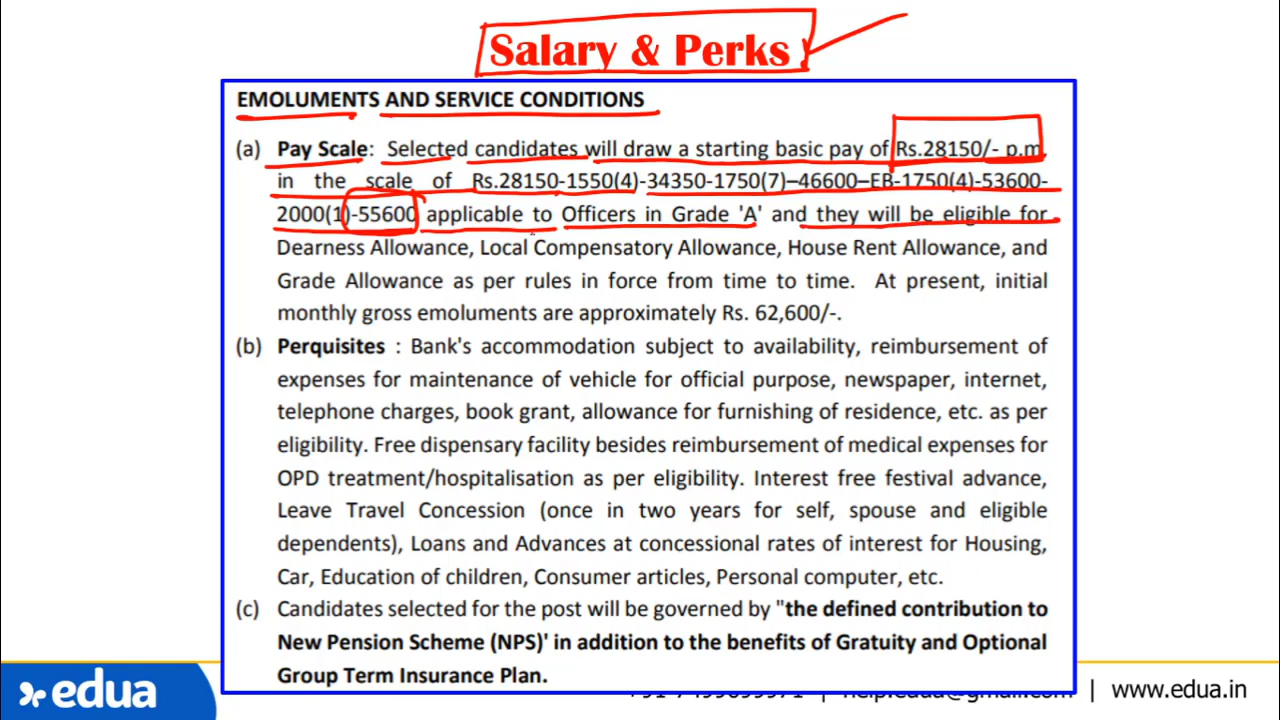 Salary & Perks
EMOLUMENTS AND SERVICE CONDITIONS
(a) Pay Scale: Selected candidates will draw a starting basic pay of Rs.28150/- p.m.
in the scale of Rs.28150-1550(4)-34350-1750(7)–46600–EB-1750(4)-53600-
2000(1)-55600 applicable to Officers in Grade 'A' and they will be eligible for
Dearness Allowance, Local Compensatory Allowance, House Rent Allowance, and
Grade Allowance as per rules in force from time to time. At present, initial
monthly gross emoluments are approximately Rs. 62,600/-.
(b) Perquisites : Bank's accommodation subject to availability, reimbursement of
expenses for maintenance of vehicle for official purpose, newspaper, internet,
telephone charges, book grant, allowance for furnishing of residence, etc. as per
eligibility. Free dispensary facility besides reimbursement of medical expenses for
OPD treatment/hospitalisation as per eligibility. Interest free festival advance,
Leave Travel Concession (once in two years for self, spouse and eligible
dependents), Loans and Advances at concessional rates of interest for Housing,
Car, Education of children, Consumer articles, Personal computer, etc.
(c) Candidates selected for the post will be governed by "the defined contribution to
New Pension Scheme (NPS)' in addition to the benefits of Gratuity and Optional
Group Term Insurance Plan.
edua
| www.edua.in